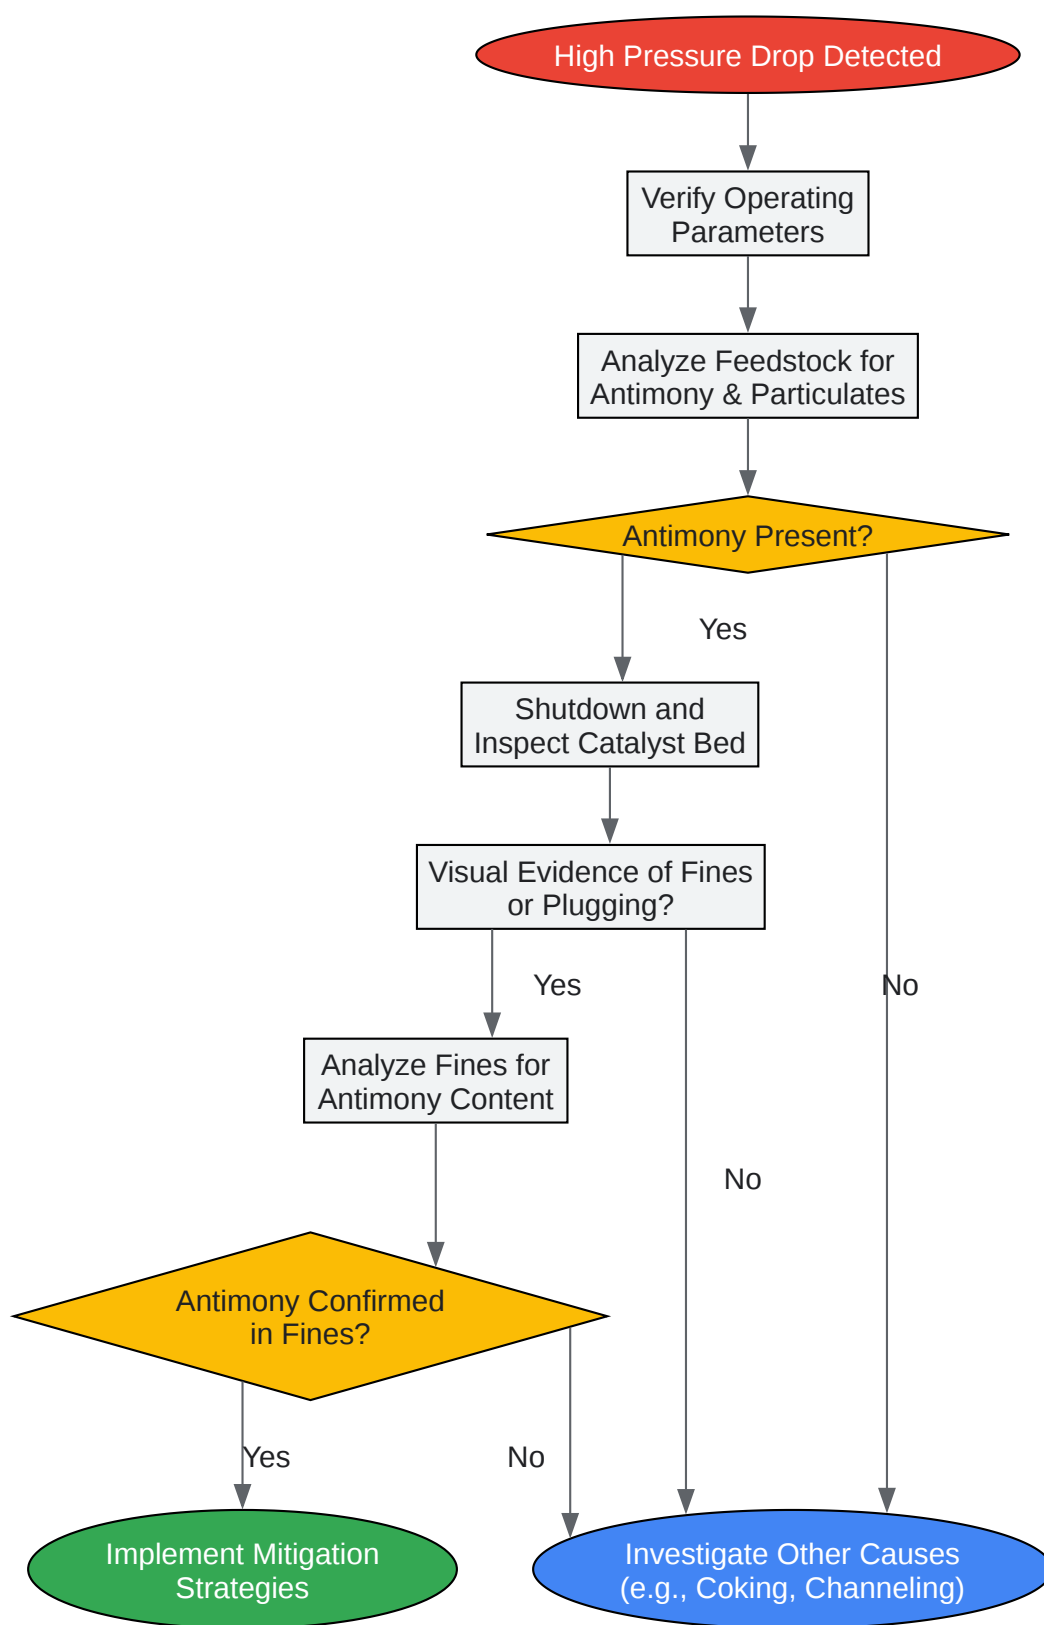 High Pressure Drop Detected
Verify Operating
Parameters
Analyze Feedstock for
Antimony & Particulates
Antimony Present?
Yes
Shutdown and
Inspect Catalyst Bed
Visual Evidence of Fines
or Plugging?
Yes
No
Analyze Fines for
Antimony Content
No
Antimony Confirmed
in Fines?
Yes
No
Implement Mitigation
Strategies
Investigate Other Causes
(e.g., Coking, Channeling)